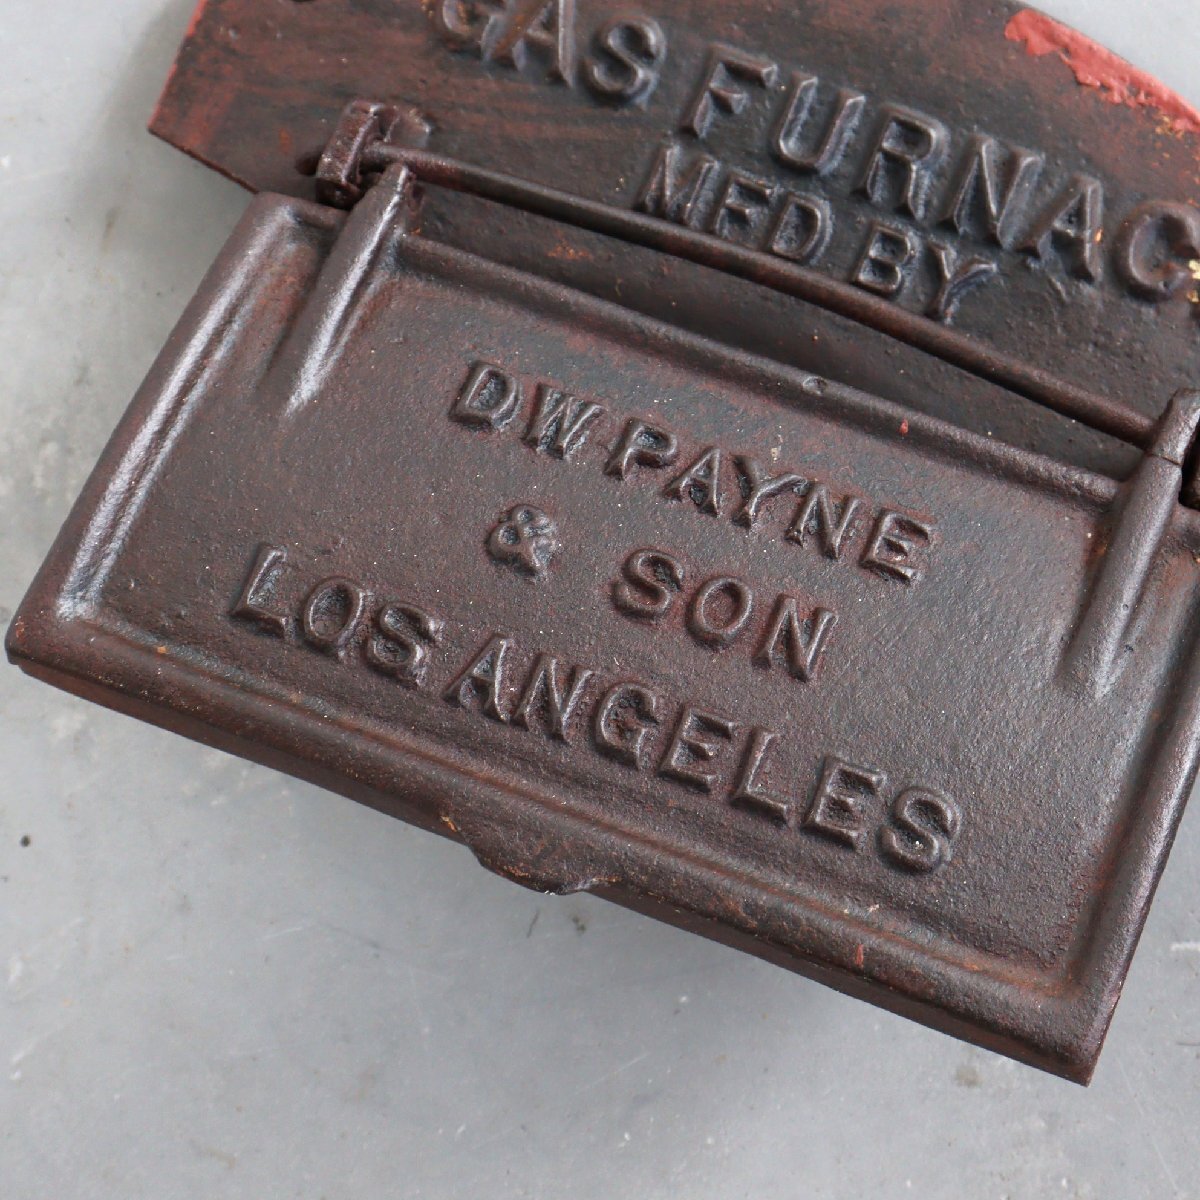 GAS FURNAC
MFD BY
DW PAYNE
& SON
LOS ANGELES